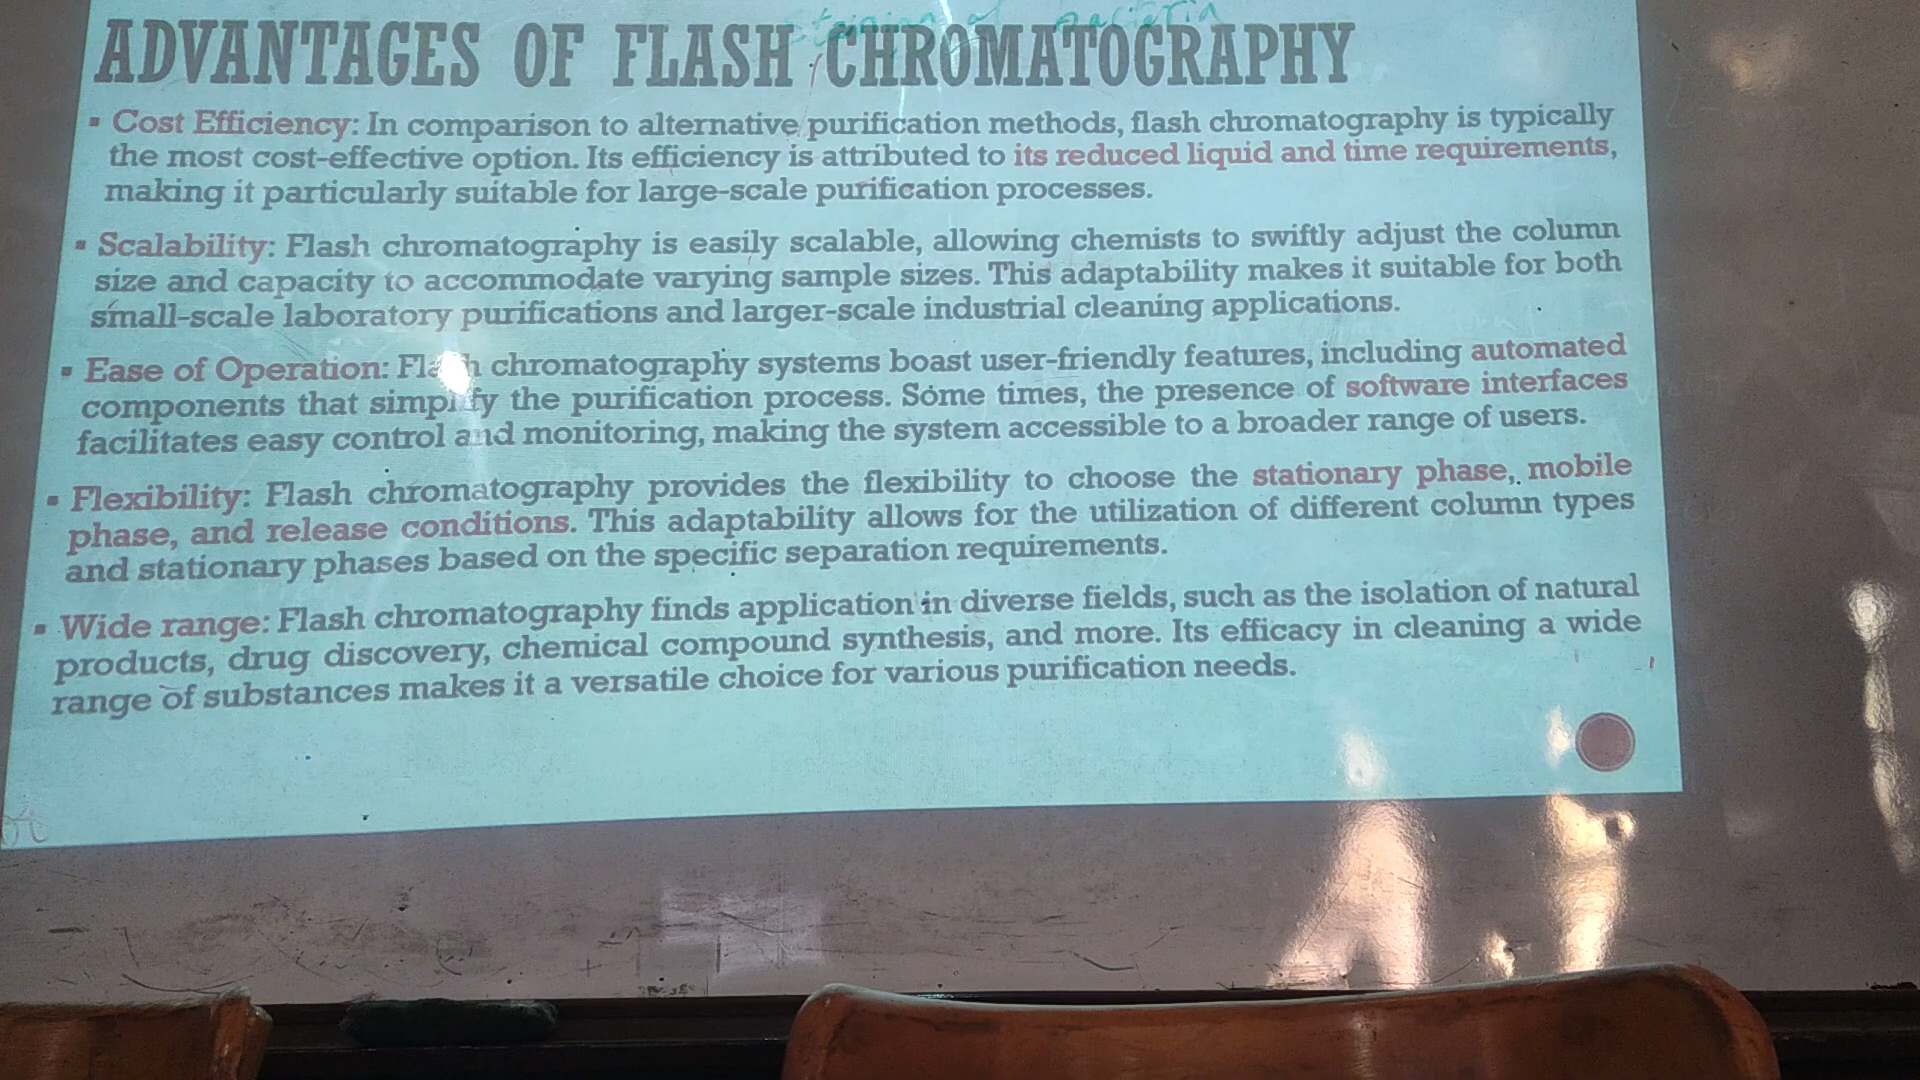 staining of bacteria
ADVANTAGES OF FLASH CHROMATOGRAPHY
▪ Cost Efficiency: In comparison to alternative purification methods, flash chromatography is typically
the most cost-effective option. Its efficiency is attributed to its reduced liquid and time requirements,
making it particularly suitable for large-scale purification processes.
▪ Scalability: Flash chromatography is easily scalable, allowing chemists to swiftly adjust the column
size and capacity to accommodate varying sample sizes. This adaptability makes it suitable for both
small-scale laboratory purifications and larger-scale industrial cleaning applications.
▪ Ease of Operation: Flash chromatography systems boast user-friendly features, including automated
components that simplify the purification process. Some times, the presence of software interfaces
facilitates easy control and monitoring, making the system accessible to a broader range of users.
▪ Flexibility: Flash chromatography provides the flexibility to choose the stationary phase, mobile
phase, and release conditions. This adaptability allows for the utilization of different column types
and stationary phases based on the specific separation requirements.
▪ Wide range: Flash chromatography finds application in diverse fields, such as the isolation of natural
products, drug discovery, chemical compound synthesis, and more. Its efficacy in cleaning a wide
range of substances makes it a versatile choice for various purification needs.